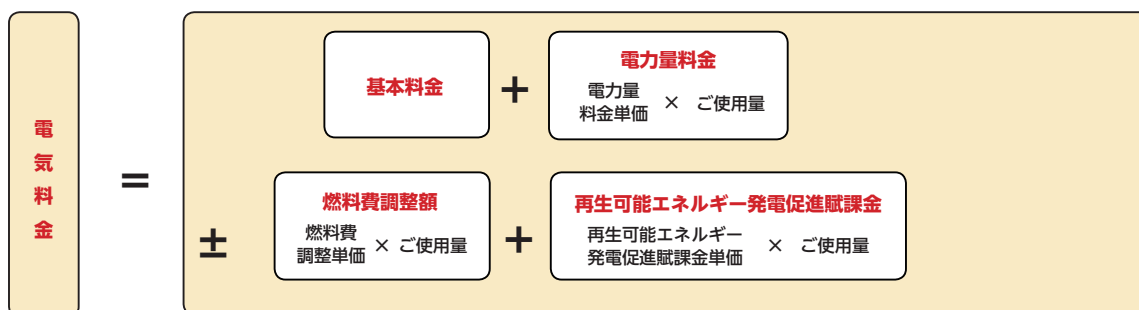 電気料金
=
基本料金
+
電力量料金
電力量
料金単価 × ご使用量
±
燃料費調整額
燃料費
調整単価 × ご使用量
+
再生可能エネルギー発電促進賦課金
再生可能エネルギー
発電促進賦課金単価 × ご使用量